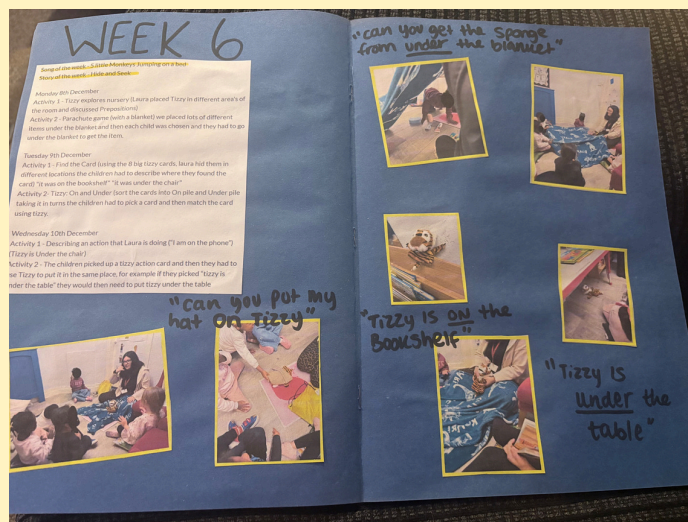 WEEK 6
Song of the week - 5 little Monkeys Jumping on a bed
Story of the week - Hide and Seek
Monday 8th December
Activity 1 - Tizzy explores nursery (Laura placed Tizzy in different area's of
the room and discussed Prepositions)
Activity 2 - Parachute game (with a blanket) we placed lots of different
items under the blanket and then each child was chosen and they had to go
under the blanket to get the item.
Tuesday 9th December
Activity 1 - Find the Card (using the 8 big tizzy cards, laura hid them in
different locations the children had to describe where they found the
card) "it was on the bookshelf" "it was under the chair"
Activity 2- Tizzy: On and Under (sort the cards into On pile and Under pile
taking it in turns the children had to pick a card and then match the card
using tizzy.
Wednesday 10th December
Activity 1 - Describing an action that Laura is doing ("I am on the phone")
(Tizzy is Under the chair)
Activity 2 - The children picked up a tizzy action card and then they had to
use Tizzy to put it in the same place, for example if they picked "tizzy is
under the table" they would then need to put tizzy under the table
"can you put my
hat On Tizzy"
"can you get the sponge
from under the blanket"
"Tizzy is ON the
Bookshelf"
"Tizzy is
under the
table"